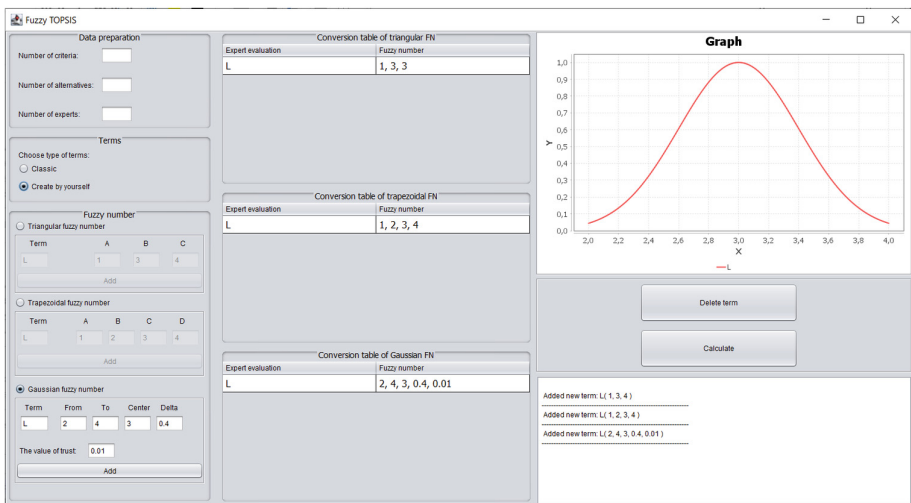 Fuzzy TOPSIS
Data preparation
Number of criteria:
Number of alternatives:
Number of experts:
Terms
Choose type of terms:
Classic
Create by yourself
Fuzzy number
Triangular fuzzy number
Term A B C
L 1 3 4
Add
Trapezoidal fuzzy number
Term A B C D
L 1 2 3 4
Add
Gaussian fuzzy number
Term From To Center Delta
L 2 4 3 0.4
The value of trust: 0.01
Add
Conversion table of triangular FN
Expert evaluation Fuzzy number
L 1, 3, 3
Conversion table of trapezoidal FN
Expert evaluation Fuzzy number
L 1, 2, 3, 4
Conversion table of Gaussian FN
Expert evaluation Fuzzy number
L 2, 4, 3, 0.4, 0.01
Graph
1,0
0,9
0,8
0,7
0,6
0,5
0,4
0,3
0,2
0,1
0,0
Y
2,0 2,2 2,4 2,6 2,8 3,0 3,2 3,4 3,6 3,8 4,0
X
L
Delete term
Calculate
Added new term: L( 1, 3, 4 )
Added new term: L( 1, 2, 3, 4 )
Added new term: L( 2, 4, 3, 0.4, 0.01 )